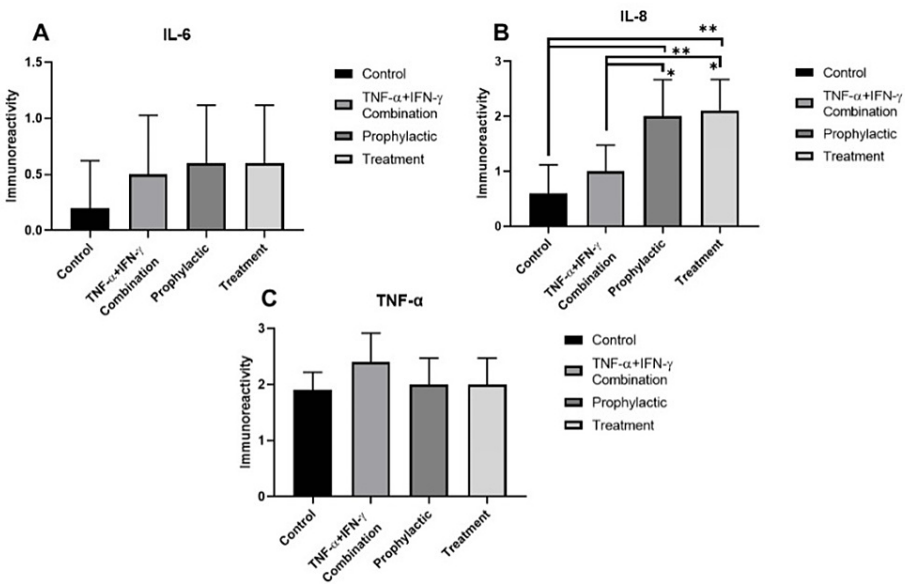 A
IL-6
Immunoreactivity
1.5
1.0
0.5
0.0
Control
TNF-α+IFN-γ
Combination
Prophylactic
Treatment
Control
TNF-α+IFN-γ
Combination
Prophylactic
Treatment
B
IL-8
Immunoreactivity
3
2
1
0
**
**
*
*
Control
TNF-α+IFN-γ
Combination
Prophylactic
Treatment
Control
TNF-α+IFN-γ
Combination
Prophylactic
Treatment
C
TNF-α
Immunoreactivity
3
2
1
0
Control
TNF-α+IFN-γ
Combination
Prophylactic
Treatment
Control
TNF-α+IFN-γ
Combination
Prophylactic
Treatment